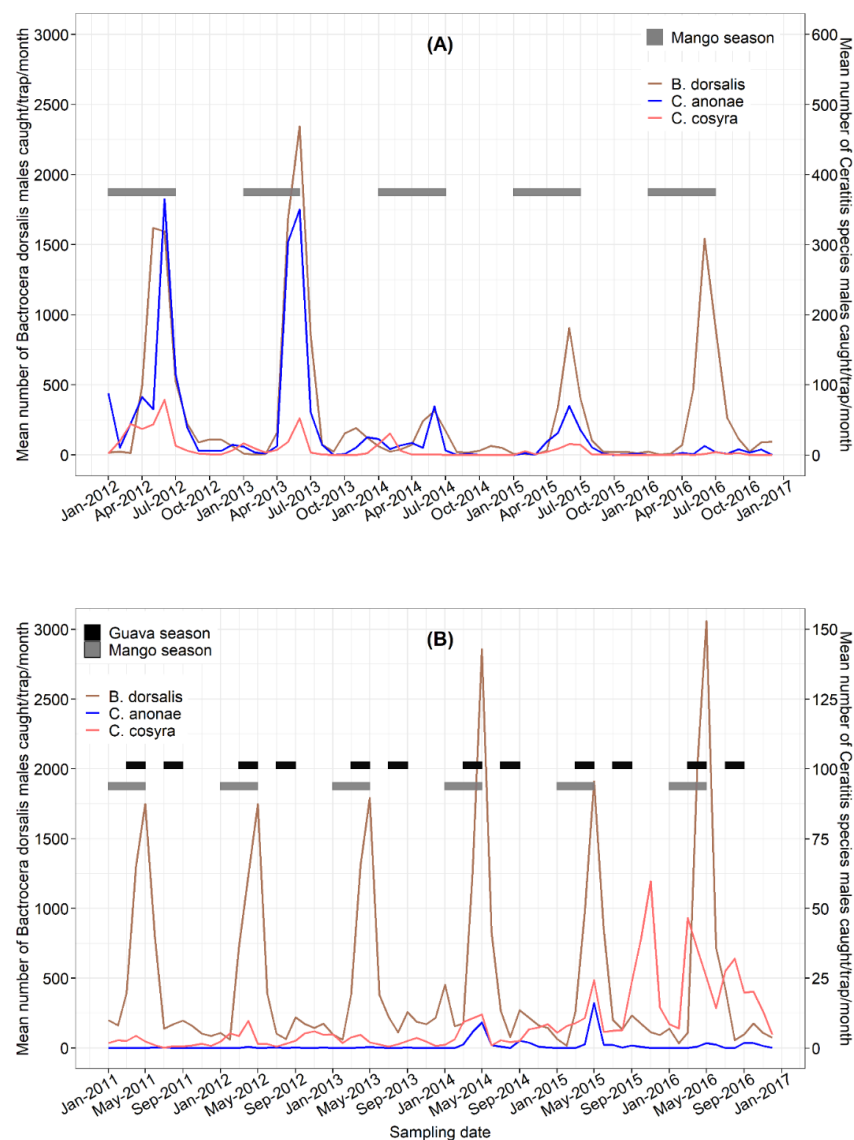 Mean number of Bactrocera dorsalis males caught/trap/month
3000
2500
2000
1500
1000
500
0
(A)
Mango season
B. dorsalis
C. anonae
C. cosyra
600
500
400
300
200
100
0
Mean number of Ceratitis species males caught/trap/month
Jan-2012
Apr-2012
Jul-2012
Oct-2012
Jan-2013
Apr-2013
Jul-2013
Oct-2013
Jan-2014
Apr-2014
Jul-2014
Oct-2014
Jan-2015
Apr-2015
Jul-2015
Oct-2015
Jan-2016
Apr-2016
Jul-2016
Oct-2016
Jan-2017
Mean number of Bactrocera dorsalis males caught/trap/month
3000
2500
2000
1500
1000
500
0
Guava season
Mango season
B. dorsalis
C. anonae
C. cosyra
(B)
150
125
100
75
50
25
0
Mean number of Ceratitis species males caught/trap/month
Jan-2011
May-2011
Sep-2011
Jan-2012
May-2012
Sep-2012
Jan-2013
May-2013
Sep-2013
Jan-2014
May-2014
Sep-2014
Jan-2015
May-2015
Sep-2015
Jan-2016
May-2016
Sep-2016
Jan-2017
Sampling date